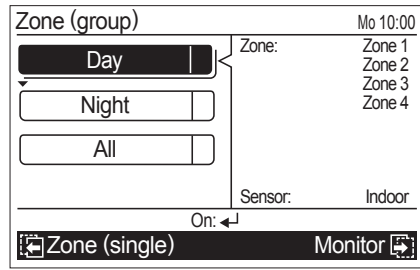 Zone (group) Mo 10:00
Day
Night
All
Zone: Zone 1
Zone 2
Zone 3
Zone 4
Sensor: Indoor
On:
Zone (single) Monitor